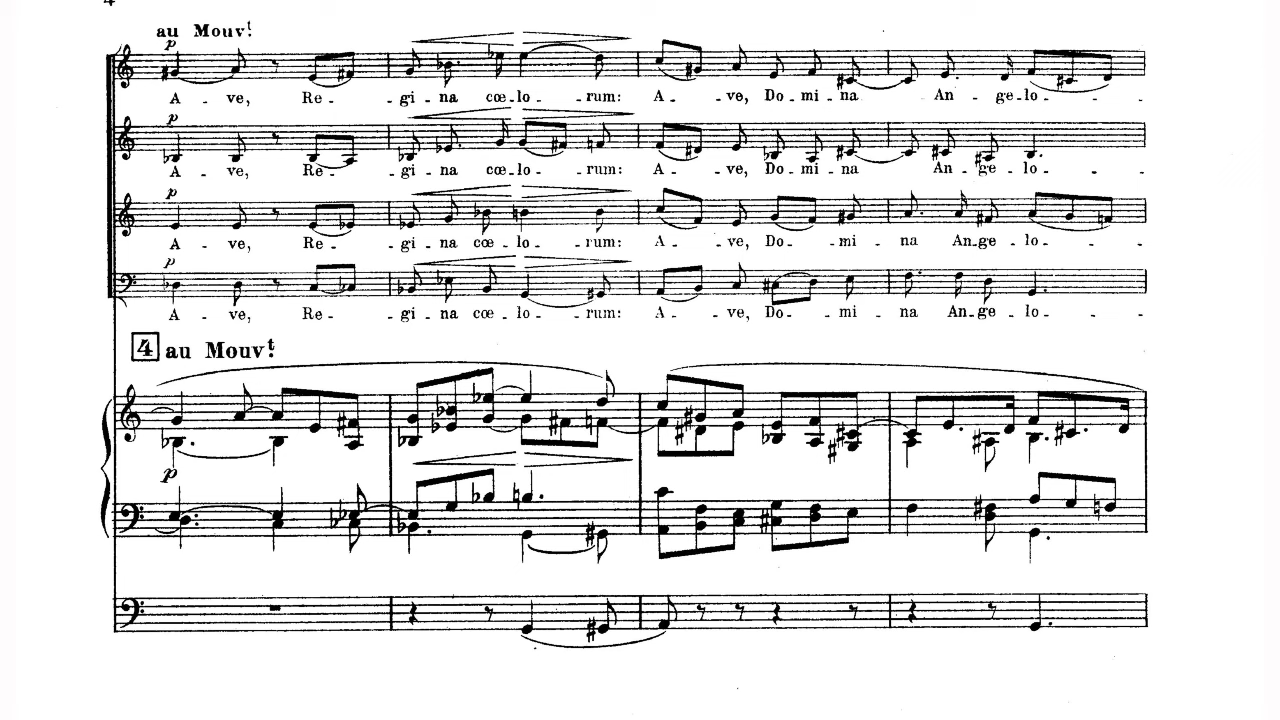 4
au Mouvt
p
A - ve, Re - gi - na cœ - lo - rum: A - ve, Do - mi - na An - ge - lo -
p
A - ve, Re - gi - na cœ - lo - rum: A - ve, Do - mi - na An - ge - lo -
p
A - ve, Re - gi - na cœ - lo - rum: A - ve, Do - mi - na An - ge - lo -
p
A - ve, Re - gi - na cœ - lo - rum: A - ve, Do - mi - na An - ge - lo -
4 au Mouvt
p